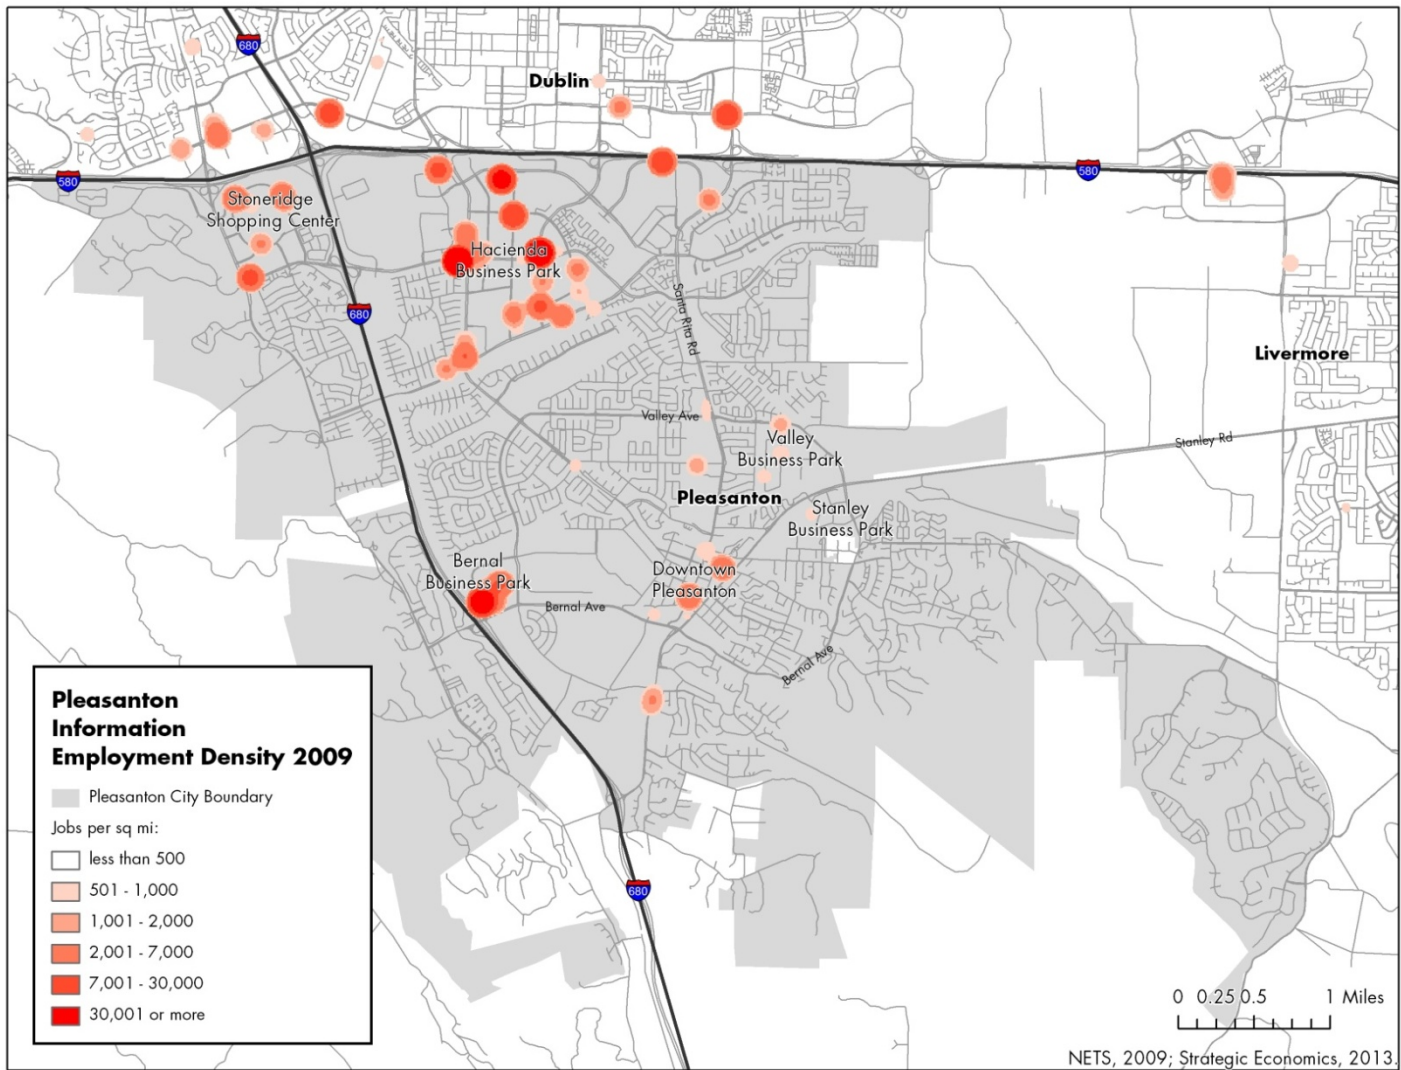 680
Dublin
580
580
Stoneridge
Shopping Center
Hacienda
Business Park
680
Santa Rita Rd
Livermore
Valley Ave
Valley
Business Park
Stanley Rd
Pleasanton
Stanley
Business Park
Bernal
Business Park
Downtown
Pleasanton
Bernal Ave
Bernal Ave
680
Pleasanton
Information
Employment Density 2009
Pleasanton City Boundary
Jobs per sq mi:
less than 500
501 - 1,000
1,001 - 2,000
2,001 - 7,000
7,001 - 30,000
30,001 or more
0 0.25 0.5 1 Miles
NETS, 2009; Strategic Economics, 2013.